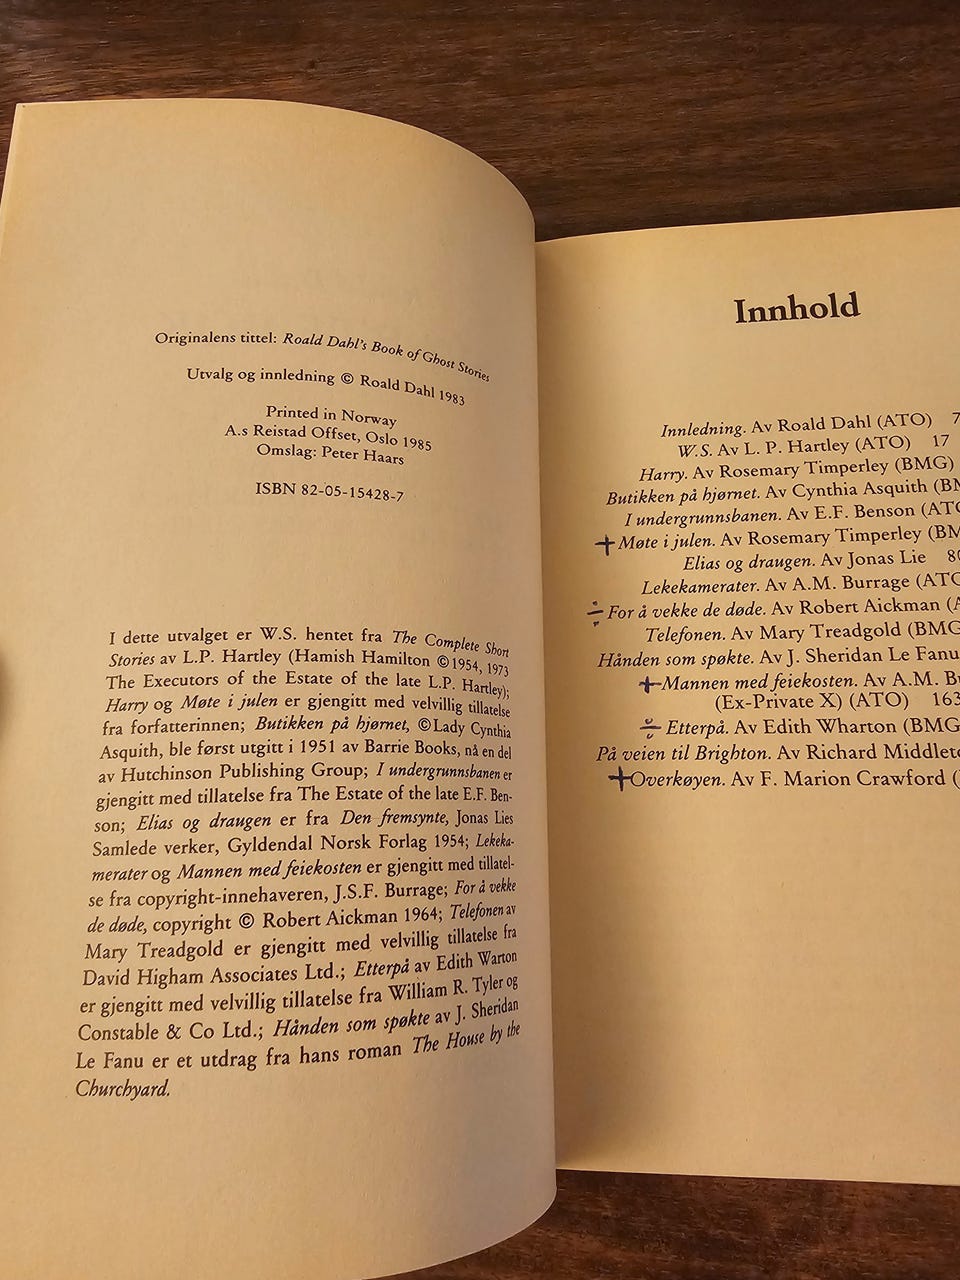 Originalens tittel: Roald Dahl's Book of Ghost Stories
Utvalg og innledning © Roald Dahl 1983
Printed in Norway
A.s Reistad Offset, Oslo 1985
Omslag: Peter Haars
ISBN 82-05-15428-7
I dette utvalget er W.S. hentet fra The Complete Short
Stories av L.P. Hartley (Hamish Hamilton © 1954, 1973
The Executors of the Estate of the late L.P. Hartley);
Harry og Møte i julen er gjengitt med velvillig tillatelse
fra forfatterinnen; Butikken på hjørnet, © Lady Cynthia
Asquith, ble først utgitt i 1951 av Barrie Books, nå en del
av Hutchinson Publishing Group; I undergrunnsbanen er
gjengitt med tillatelse fra The Estate of the late E.F. Ben-
son; Elias og draugen er fra Den fremsynte, Jonas Lies
Samlede verker, Gyldendal Norsk Forlag 1954; Lekeka-
merater og Mannen med feiekosten er gjengitt med tillatel-
se fra copyright-innehaveren, J.S.F. Burrage; For å vekke
de døde, copyright © Robert Aickman 1964; Telefonen av
Mary Treadgold er gjengitt med velvillig tillatelse fra
David Higham Associates Ltd.; Etterpå av Edith Warton
er gjengitt med velvillig tillatelse fra William R. Tyler og
Constable & Co Ltd.; Hånden som spøkte av J. Sheridan
Le Fanu er et utdrag fra hans roman The House by the
Churchyard.
Innhold
Innledning. Av Roald Dahl (ATO) 7
W.S. Av L. P. Hartley (ATO) 17
Harry. Av Rosemary Timperley (BMG)
Butikken på hjørnet. Av Cynthia Asquith (BM
I undergrunnsbanen. Av E.F. Benson (ATO
+ Møte i julen. Av Rosemary Timperley (BM
Elias og draugen. Av Jonas Lie 80
Lekekamerater. Av A.M. Burrage (ATO
÷ For å vekke de døde. Av Robert Aickman (A
Telefonen. Av Mary Treadgold (BMG
Hånden som spøkte. Av J. Sheridan Le Fanu
+ Mannen med feiekosten. Av A.M. Bu
(Ex-Private X) (ATO) 163
÷ Etterpå. Av Edith Wharton (BMG
På veien til Brighton. Av Richard Middleto
+ Overkøyen. Av F. Marion Crawford (